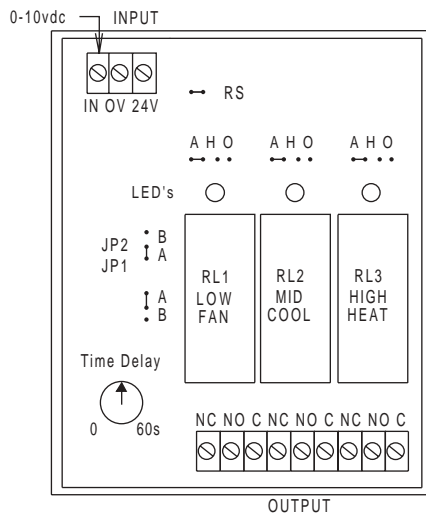 0-10vdc INPUT
IN OV 24V
RS
A H O A H O A H O
LED's
B
JP2 A
JP1
A
B
RL1 LOW FAN
RL2 MID COOL
RL3 HIGH HEAT
Time Delay
0 60s
NC NO C NC NO C NC NO C
OUTPUT